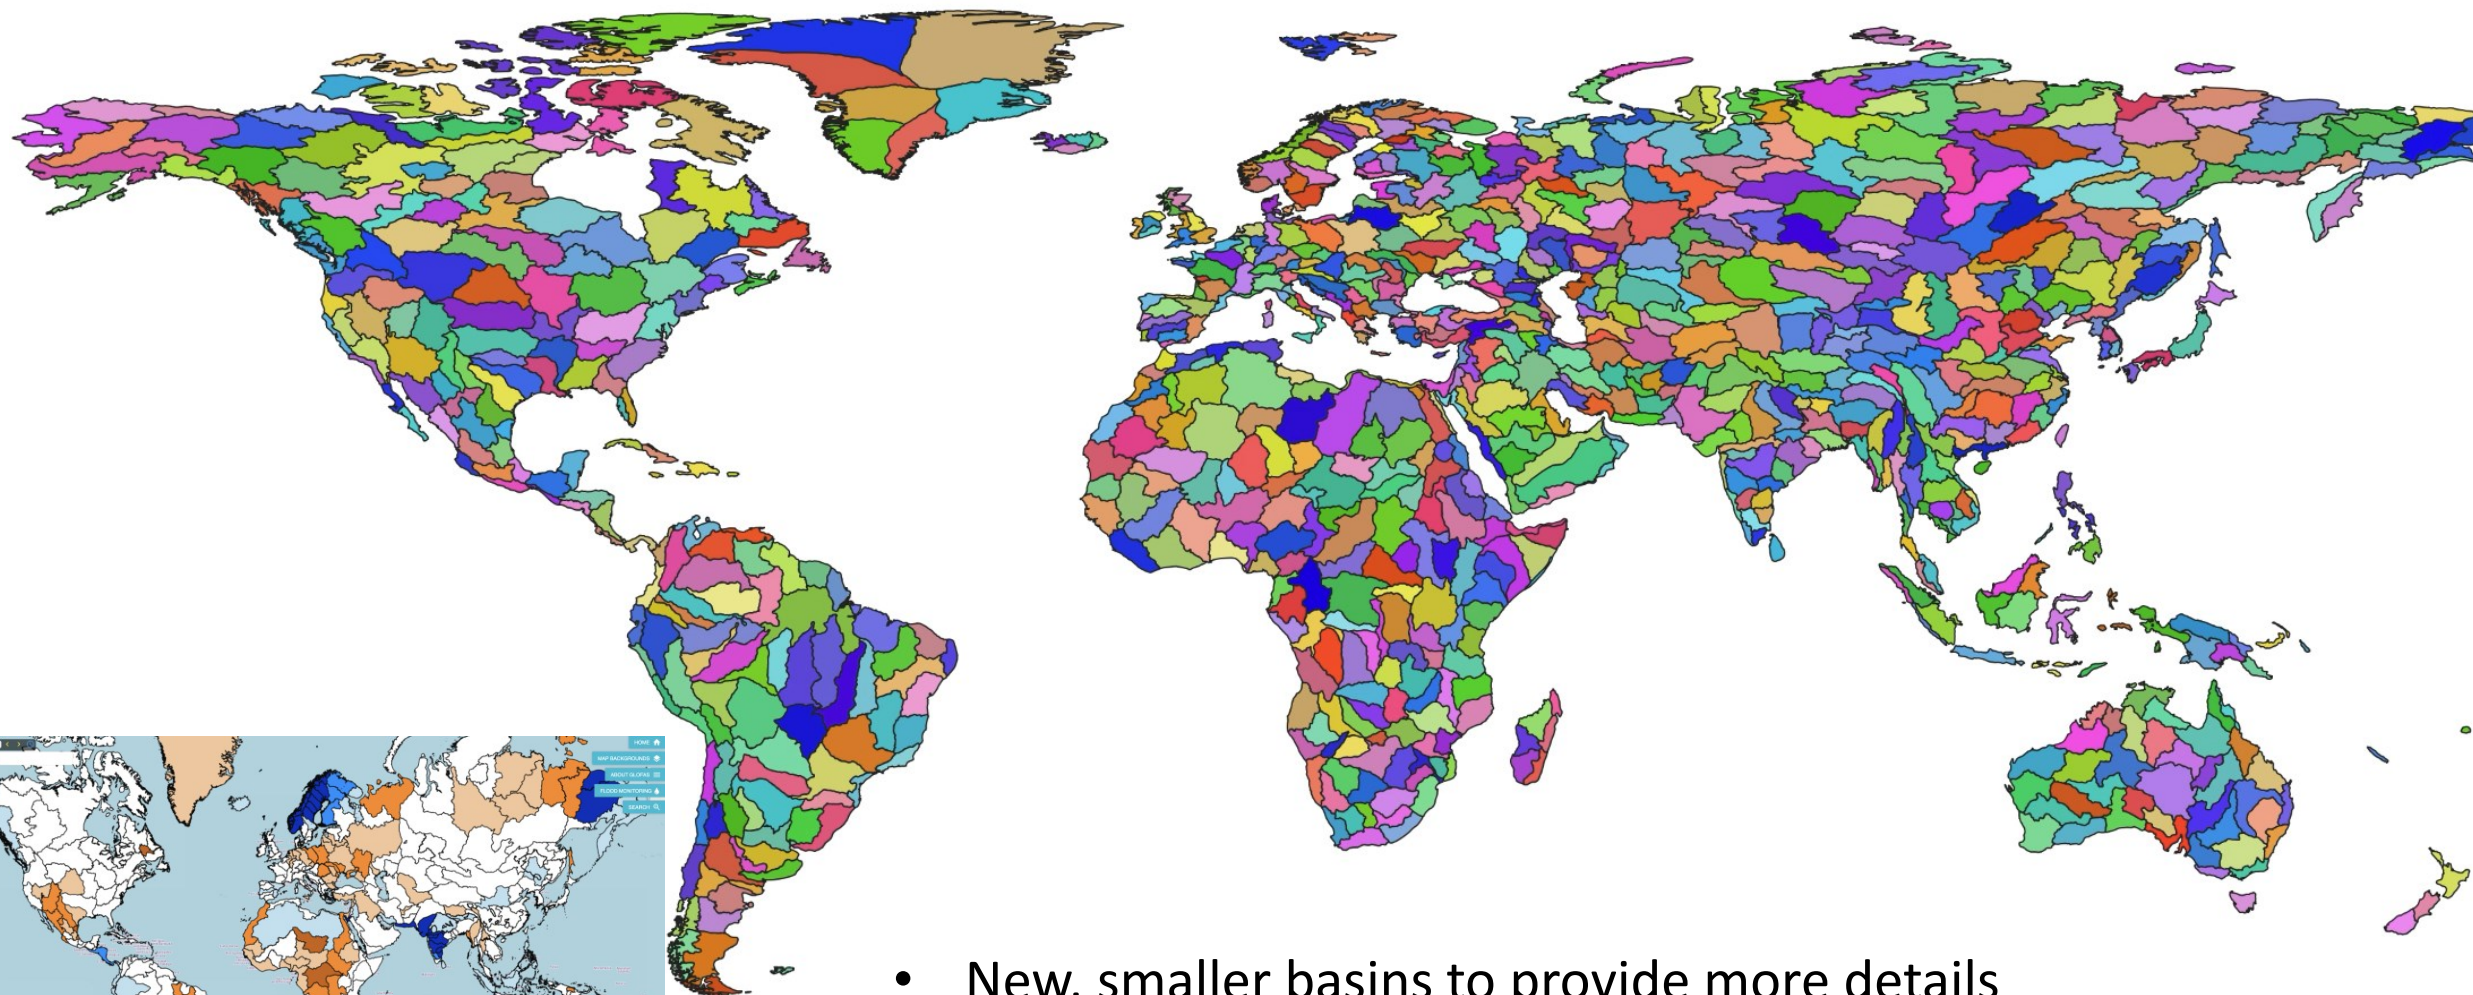 HOME
MAP BACKGROUNDS
ABOUT GLOFAS
FLOOD MONITORING
SEARCH
• New, smaller basins to provide more details